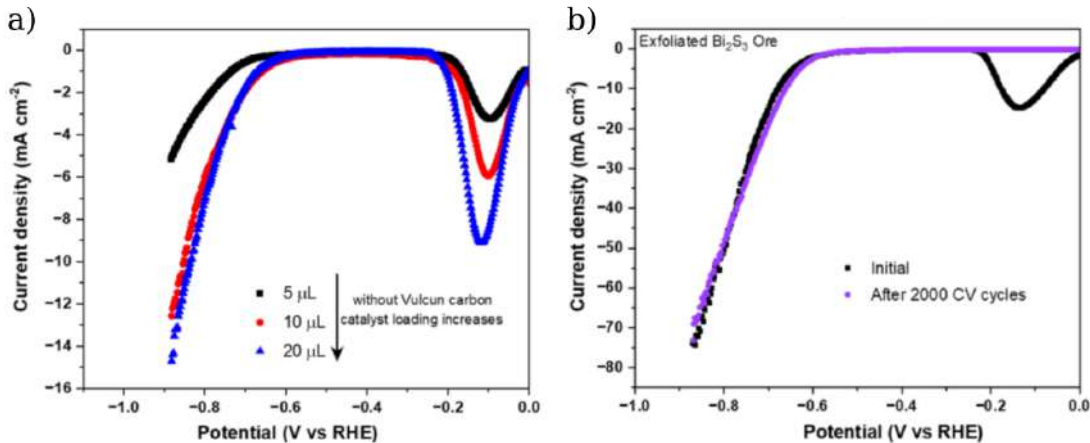 a)
0
−2
−4
−6
−8
−10
−12
−14
−16
Current density (mA cm⁻²)
5 μL
10 μL
20 μL
without Vulcun carbon
catalyst loading increases
−1.0 −0.8 −0.6 −0.4 −0.2 0.0
Potential (V vs RHE)
b)
Exfoliated Bi₂S₃ Ore
0
−10
−20
−30
−40
−50
−60
−70
−80
Current density (mA cm⁻²)
Initial
After 2000 CV cycles
−1.0 −0.8 −0.6 −0.4 −0.2 0.0
Potential (V vs RHE)